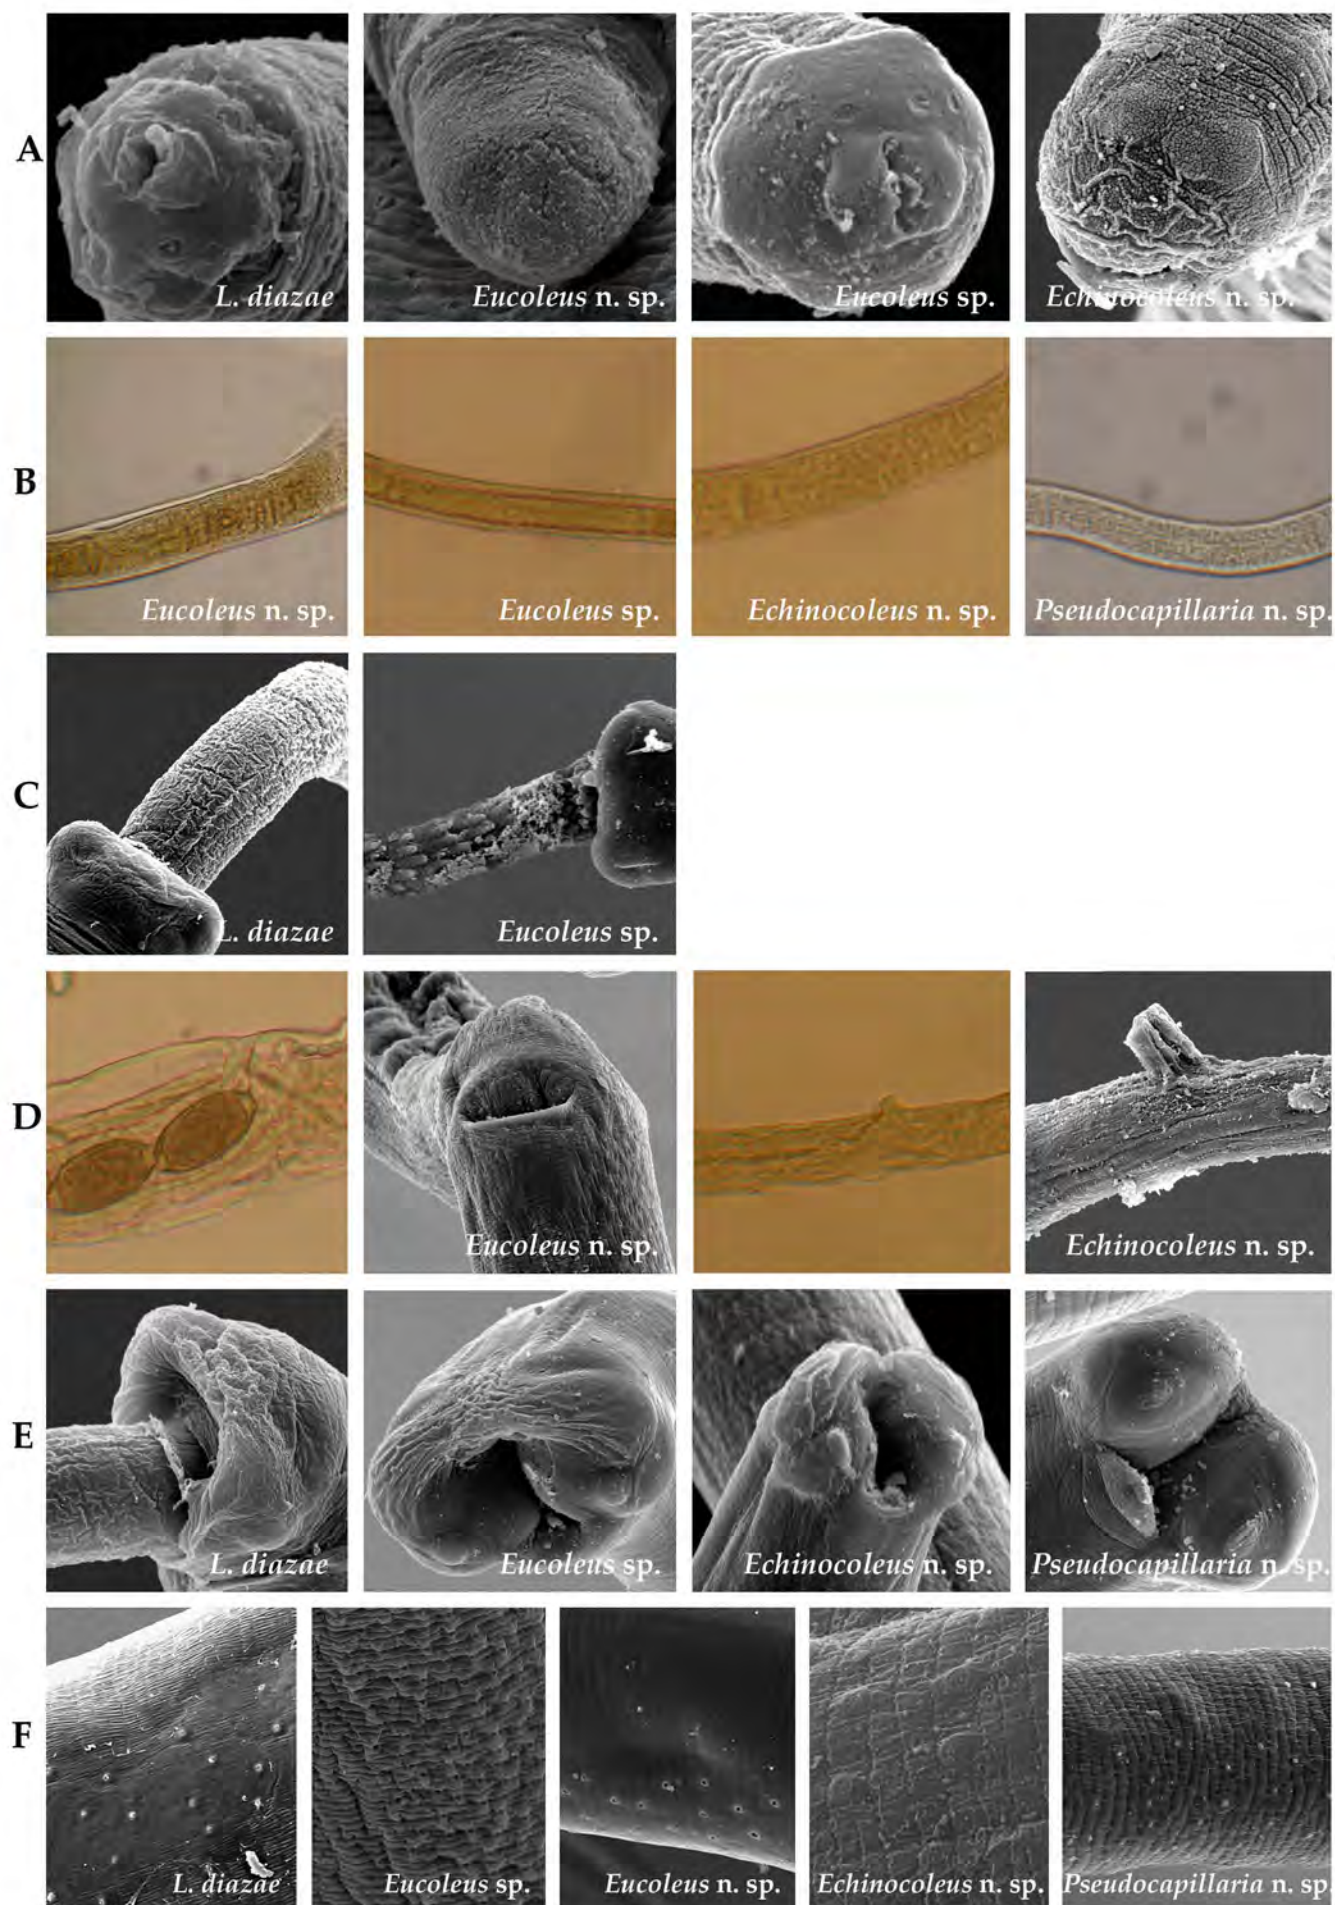 A
L. diazae
Eucoleus n. sp.
Eucoleus sp.
Echinocoleus n. sp.
B
Eucoleus n. sp.
Eucoleus sp.
Echinocoleus n. sp.
Pseudocapillaria n. sp.
C
L. diazae
Eucoleus sp.
D
Eucoleus n. sp.
Echinocoleus n. sp.
E
L. diazae
Eucoleus sp.
Echinocoleus n. sp.
Pseudocapillaria n. sp.
F
L. diazae
Eucoleus sp.
Eucoleus n. sp.
Echinocoleus n. sp.
Pseudocapillaria n. sp.